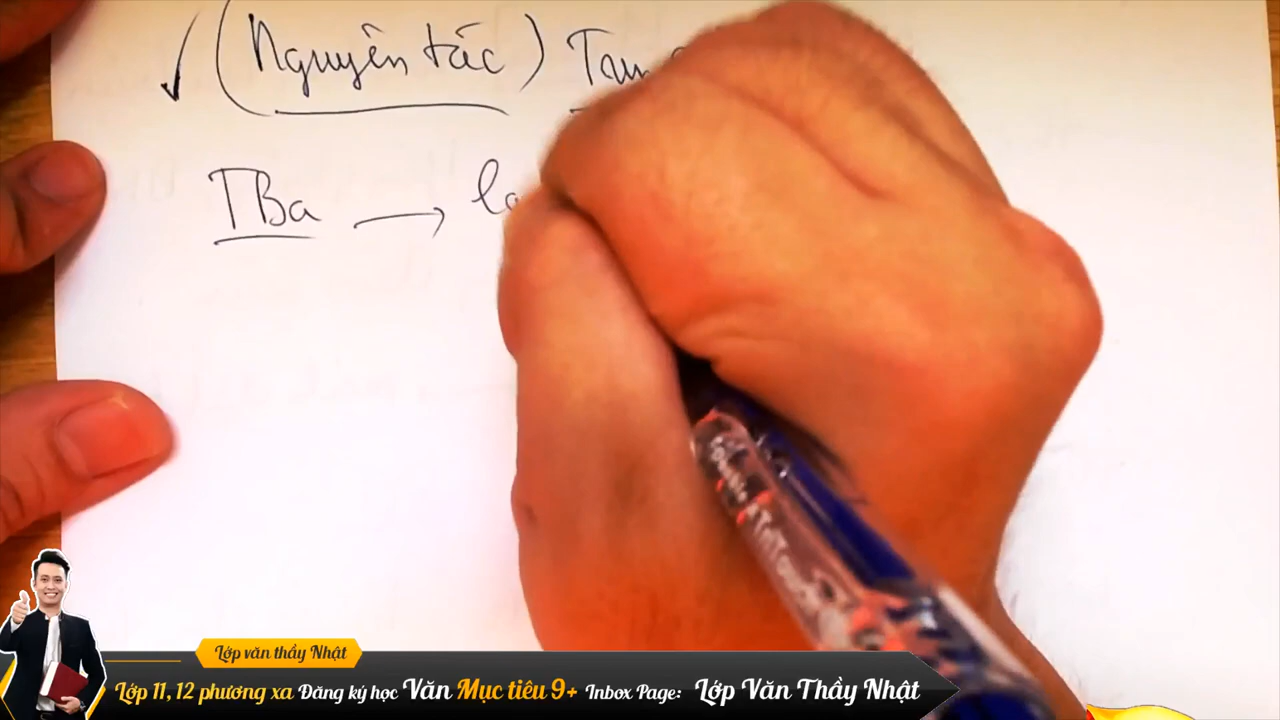 (Nguyên tắc) Tam
TBa → la
Lớp văn thầy Nhật
Lớp 11, 12 phương xa Đăng ký học Văn Mục tiêu 9+ Inbox Page: Lớp Văn Thầy Nhật